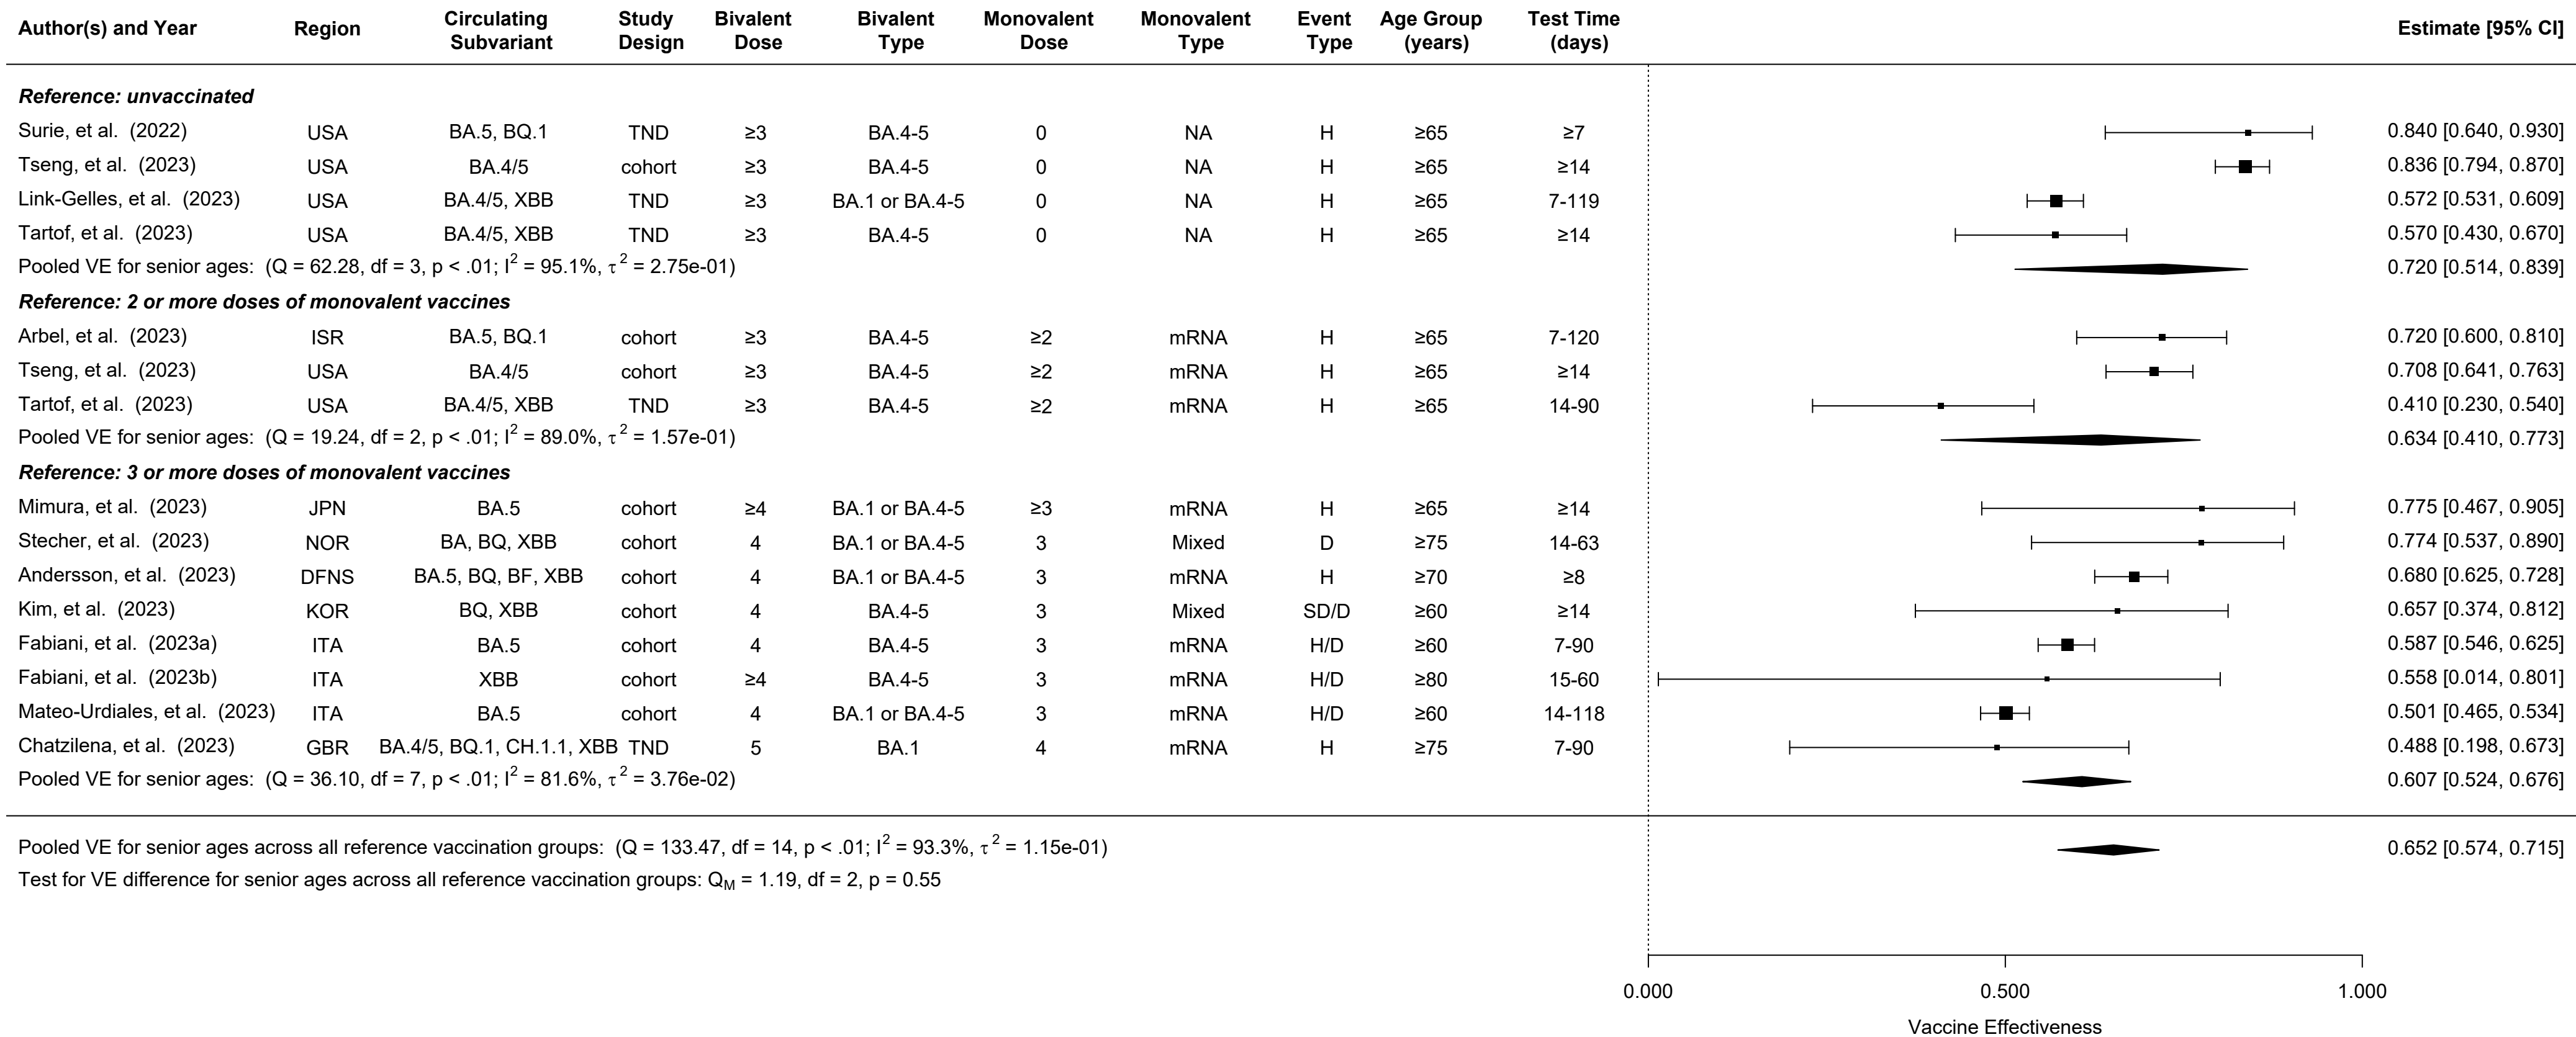 Author(s) and Year Region Circulating Subvariant Study Design Bivalent Dose Bivalent Type Monovalent Dose Monovalent Type Event Type Age Group (years) Test Time (days) Estimate [95% CI]
Reference: unvaccinated
Surie, et al. (2022) USA BA.5, BQ.1 TND ≥3 BA.4-5 0 NA H ≥65 ≥7 0.840 [0.640, 0.930]
Tseng, et al. (2023) USA BA.4/5 cohort ≥3 BA.4-5 0 NA H ≥65 ≥14 0.836 [0.794, 0.870]
Link-Gelles, et al. (2023) USA BA.4/5, XBB TND ≥3 BA.1 or BA.4-5 0 NA H ≥65 7-119 0.572 [0.531, 0.609]
Tartof, et al. (2023) USA BA.4/5, XBB TND ≥3 BA.4-5 0 NA H ≥65 ≥14 0.570 [0.430, 0.670]
Pooled VE for senior ages: (Q = 62.28, df = 3, p < .01; I² = 95.1%, τ² = 2.75e-01) 0.720 [0.514, 0.839]
Reference: 2 or more doses of monovalent vaccines
Arbel, et al. (2023) ISR BA.5, BQ.1 cohort ≥3 BA.4-5 ≥2 mRNA H ≥65 7-120 0.720 [0.600, 0.810]
Tseng, et al. (2023) USA BA.4/5 cohort ≥3 BA.4-5 ≥2 mRNA H ≥65 ≥14 0.708 [0.641, 0.763]
Tartof, et al. (2023) USA BA.4/5, XBB TND ≥3 BA.4-5 ≥2 mRNA H ≥65 14-90 0.410 [0.230, 0.540]
Pooled VE for senior ages: (Q = 19.24, df = 2, p < .01; I² = 89.0%, τ² = 1.57e-01) 0.634 [0.410, 0.773]
Reference: 3 or more doses of monovalent vaccines
Mimura, et al. (2023) JPN BA.5 cohort ≥4 BA.1 or BA.4-5 ≥3 mRNA H ≥65 ≥14 0.775 [0.467, 0.905]
Stecher, et al. (2023) NOR BA, BQ, XBB cohort 4 BA.1 or BA.4-5 3 Mixed D ≥75 14-63 0.774 [0.537, 0.890]
Andersson, et al. (2023) DFNS BA.5, BQ, BF, XBB cohort 4 BA.1 or BA.4-5 3 mRNA H ≥70 ≥8 0.680 [0.625, 0.728]
Kim, et al. (2023) KOR BQ, XBB cohort 4 BA.4-5 3 Mixed SD/D ≥60 ≥14 0.657 [0.374, 0.812]
Fabiani, et al. (2023a) ITA BA.5 cohort 4 BA.4-5 3 mRNA H/D ≥60 7-90 0.587 [0.546, 0.625]
Fabiani, et al. (2023b) ITA XBB cohort ≥4 BA.4-5 3 mRNA H/D ≥80 15-60 0.558 [0.014, 0.801]
Mateo-Urdiales, et al. (2023) ITA BA.5 cohort 4 BA.1 or BA.4-5 3 mRNA H/D ≥60 14-118 0.501 [0.465, 0.534]
Chatzilena, et al. (2023) GBR BA.4/5, BQ.1, CH.1.1, XBB TND 5 BA.1 4 mRNA H ≥75 7-90 0.488 [0.198, 0.673]
Pooled VE for senior ages: (Q = 36.10, df = 7, p < .01; I² = 81.6%, τ² = 3.76e-02) 0.607 [0.524, 0.676]
Pooled VE for senior ages across all reference vaccination groups: (Q = 133.47, df = 14, p < .01; I² = 93.3%, τ² = 1.15e-01) 0.652 [0.574, 0.715]
Test for VE difference for senior ages across all reference vaccination groups: Q_M = 1.19, df = 2, p = 0.55
0.000 0.500 1.000
Vaccine Effectiveness